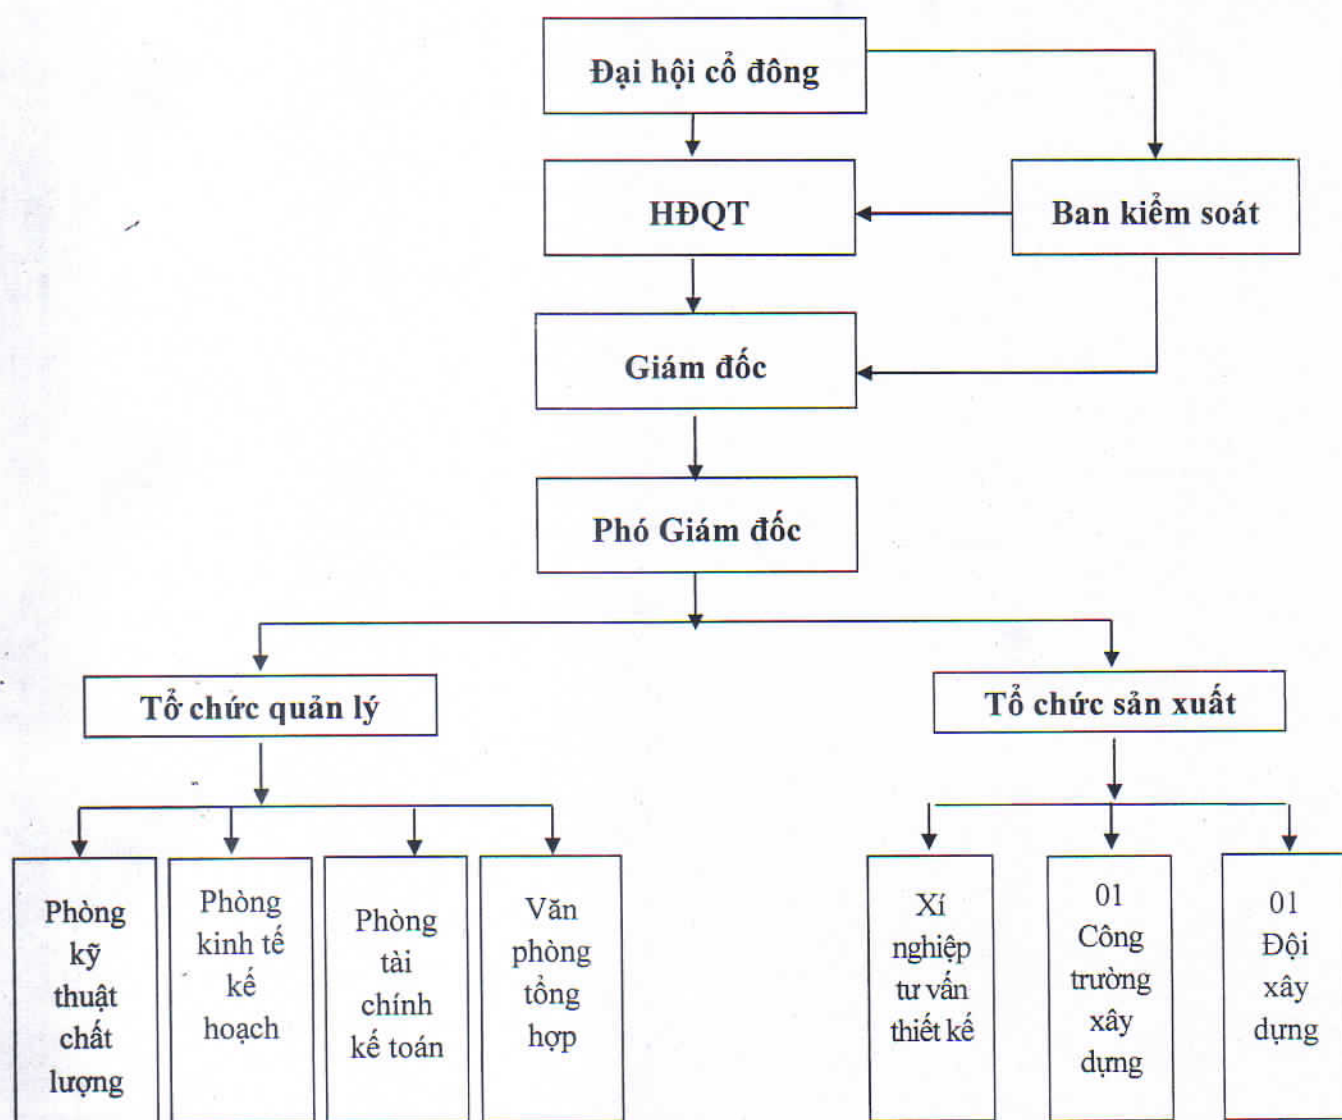 Đại hội cổ đông
HĐQT
Ban kiểm soát
Giám đốc
Phó Giám đốc
Tổ chức quản lý
Tổ chức sản xuất
Phòng
kỹ
thuật
chất
lượng
Phòng
kinh tế
kế
hoạch
Phòng
tài
chính
kế toán
Văn
phòng
tổng
hợp
Xí
nghiệp
tư vấn
thiết kế
01
Công
trường
xây
dựng
01
Đội
xây
dựng